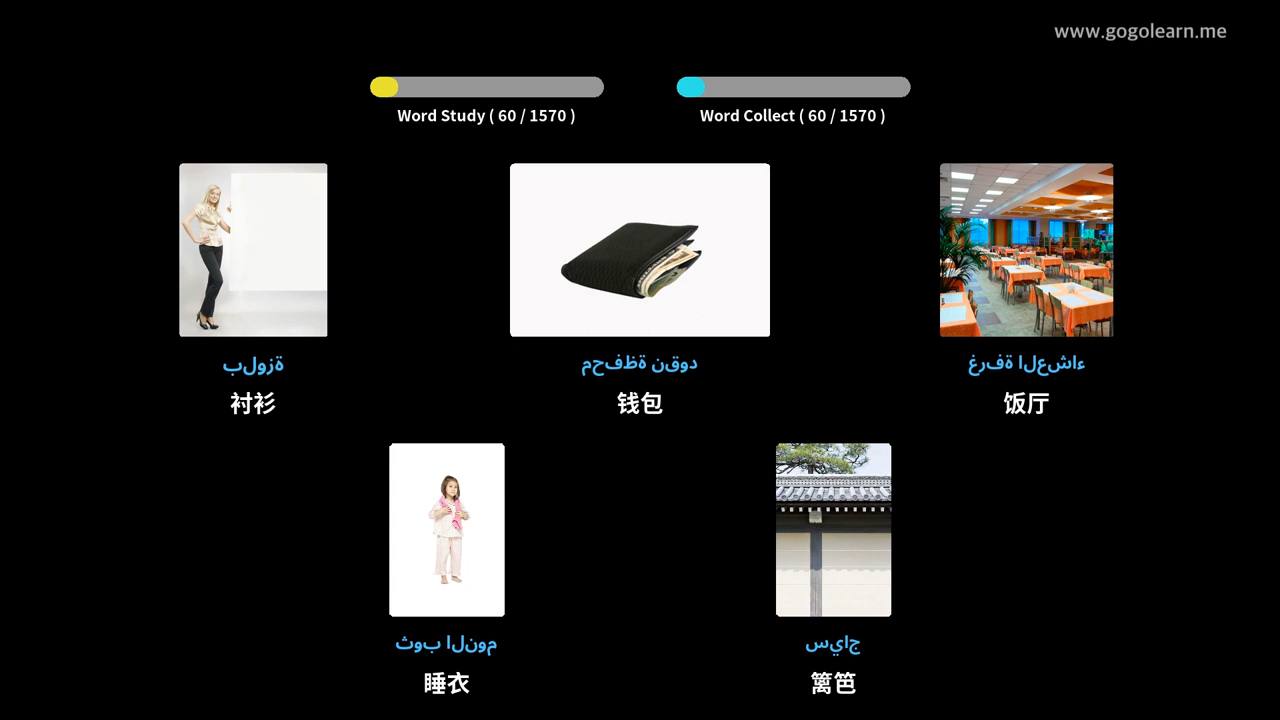 www.gogolearn.me
Word Study ( 60 / 1570 )
Word Collect ( 60 / 1570 )
بلوزة
衬衫
محفظة نقود
钱包
غرفة العشاء
饭厅
ثوب النوم
睡衣
سياج
篱笆